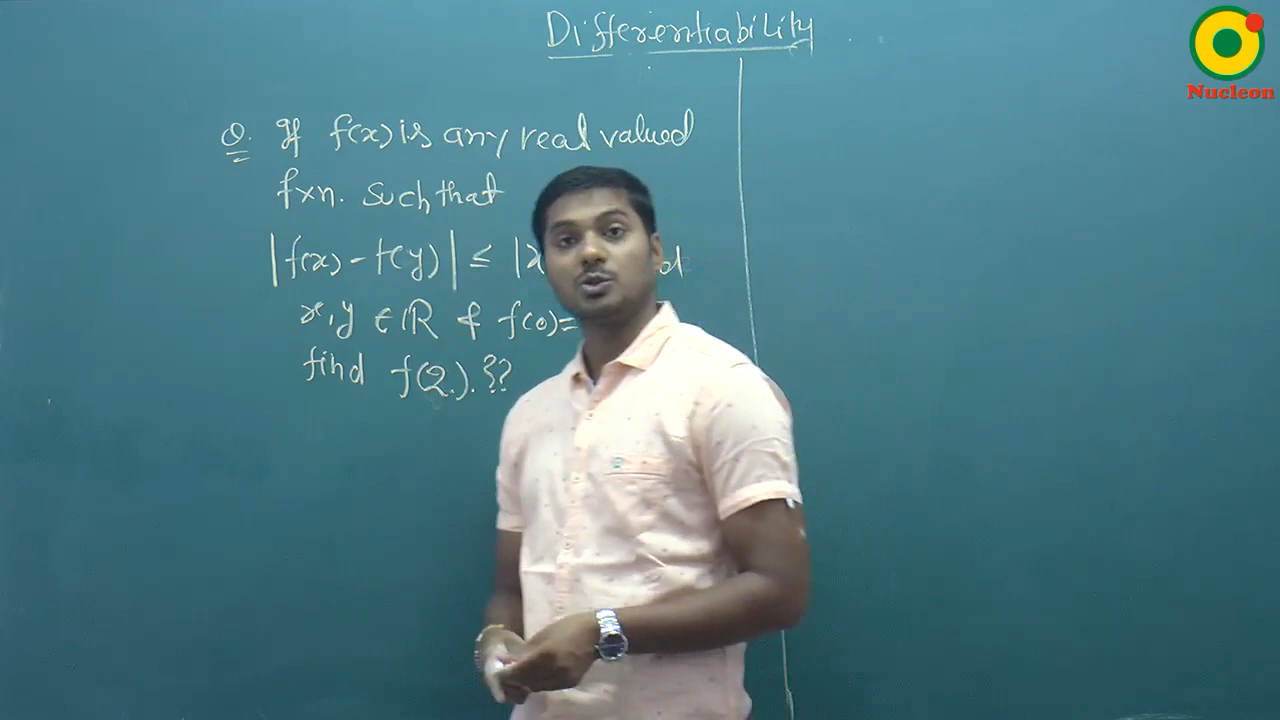 Differentiability
Nucleon
Q. If f(x) is any real valued
fxn. such that
|f(x) - f(y)| ≤ |x
x, y ∈ R & f(0)=
find f(2).??